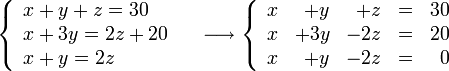 x + y + z = 30 ⟶ x +y +z = 30
x + 3y = 2z + 20 x +3y −2z = 20
x + y = 2z x +y −2z = 0